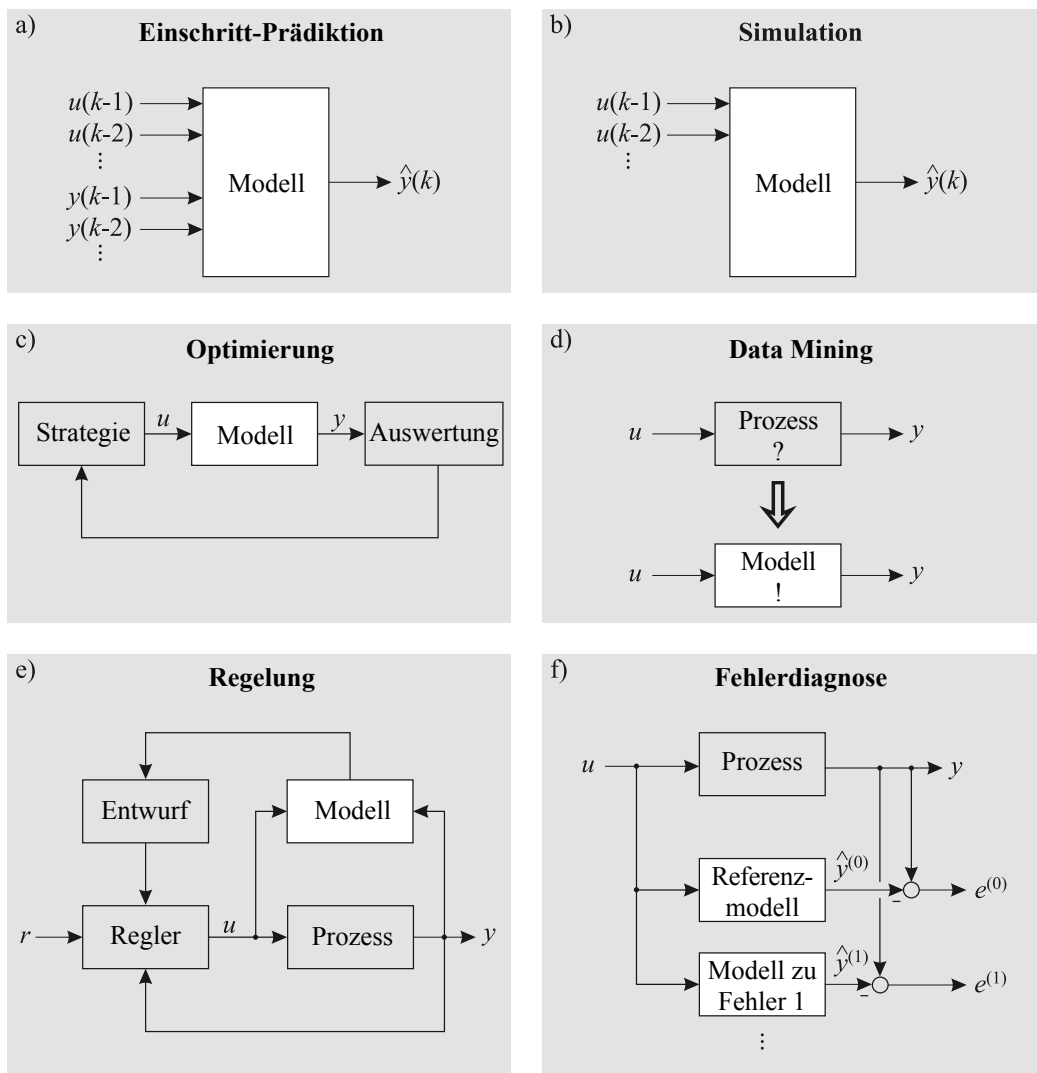 a)
Einschritt-Prädiktion
u(k-1)
u(k-2)
⋮
y(k-1)
y(k-2)
⋮
Modell
ŷ(k)
b)
Simulation
u(k-1)
u(k-2)
⋮
Modell
ŷ(k)
c)
Optimierung
Strategie
u
Modell
y
Auswertung
d)
Data Mining
u
Prozess
?
y
u
Modell
!
y
e)
Regelung
Entwurf
Modell
r
Regler
u
Prozess
y
f)
Fehlerdiagnose
u
Prozess
y
Referenz-
modell
ŷ⁽⁰⁾
-
e⁽⁰⁾
Modell zu
Fehler 1
ŷ⁽¹⁾
-
e⁽¹⁾
⋮